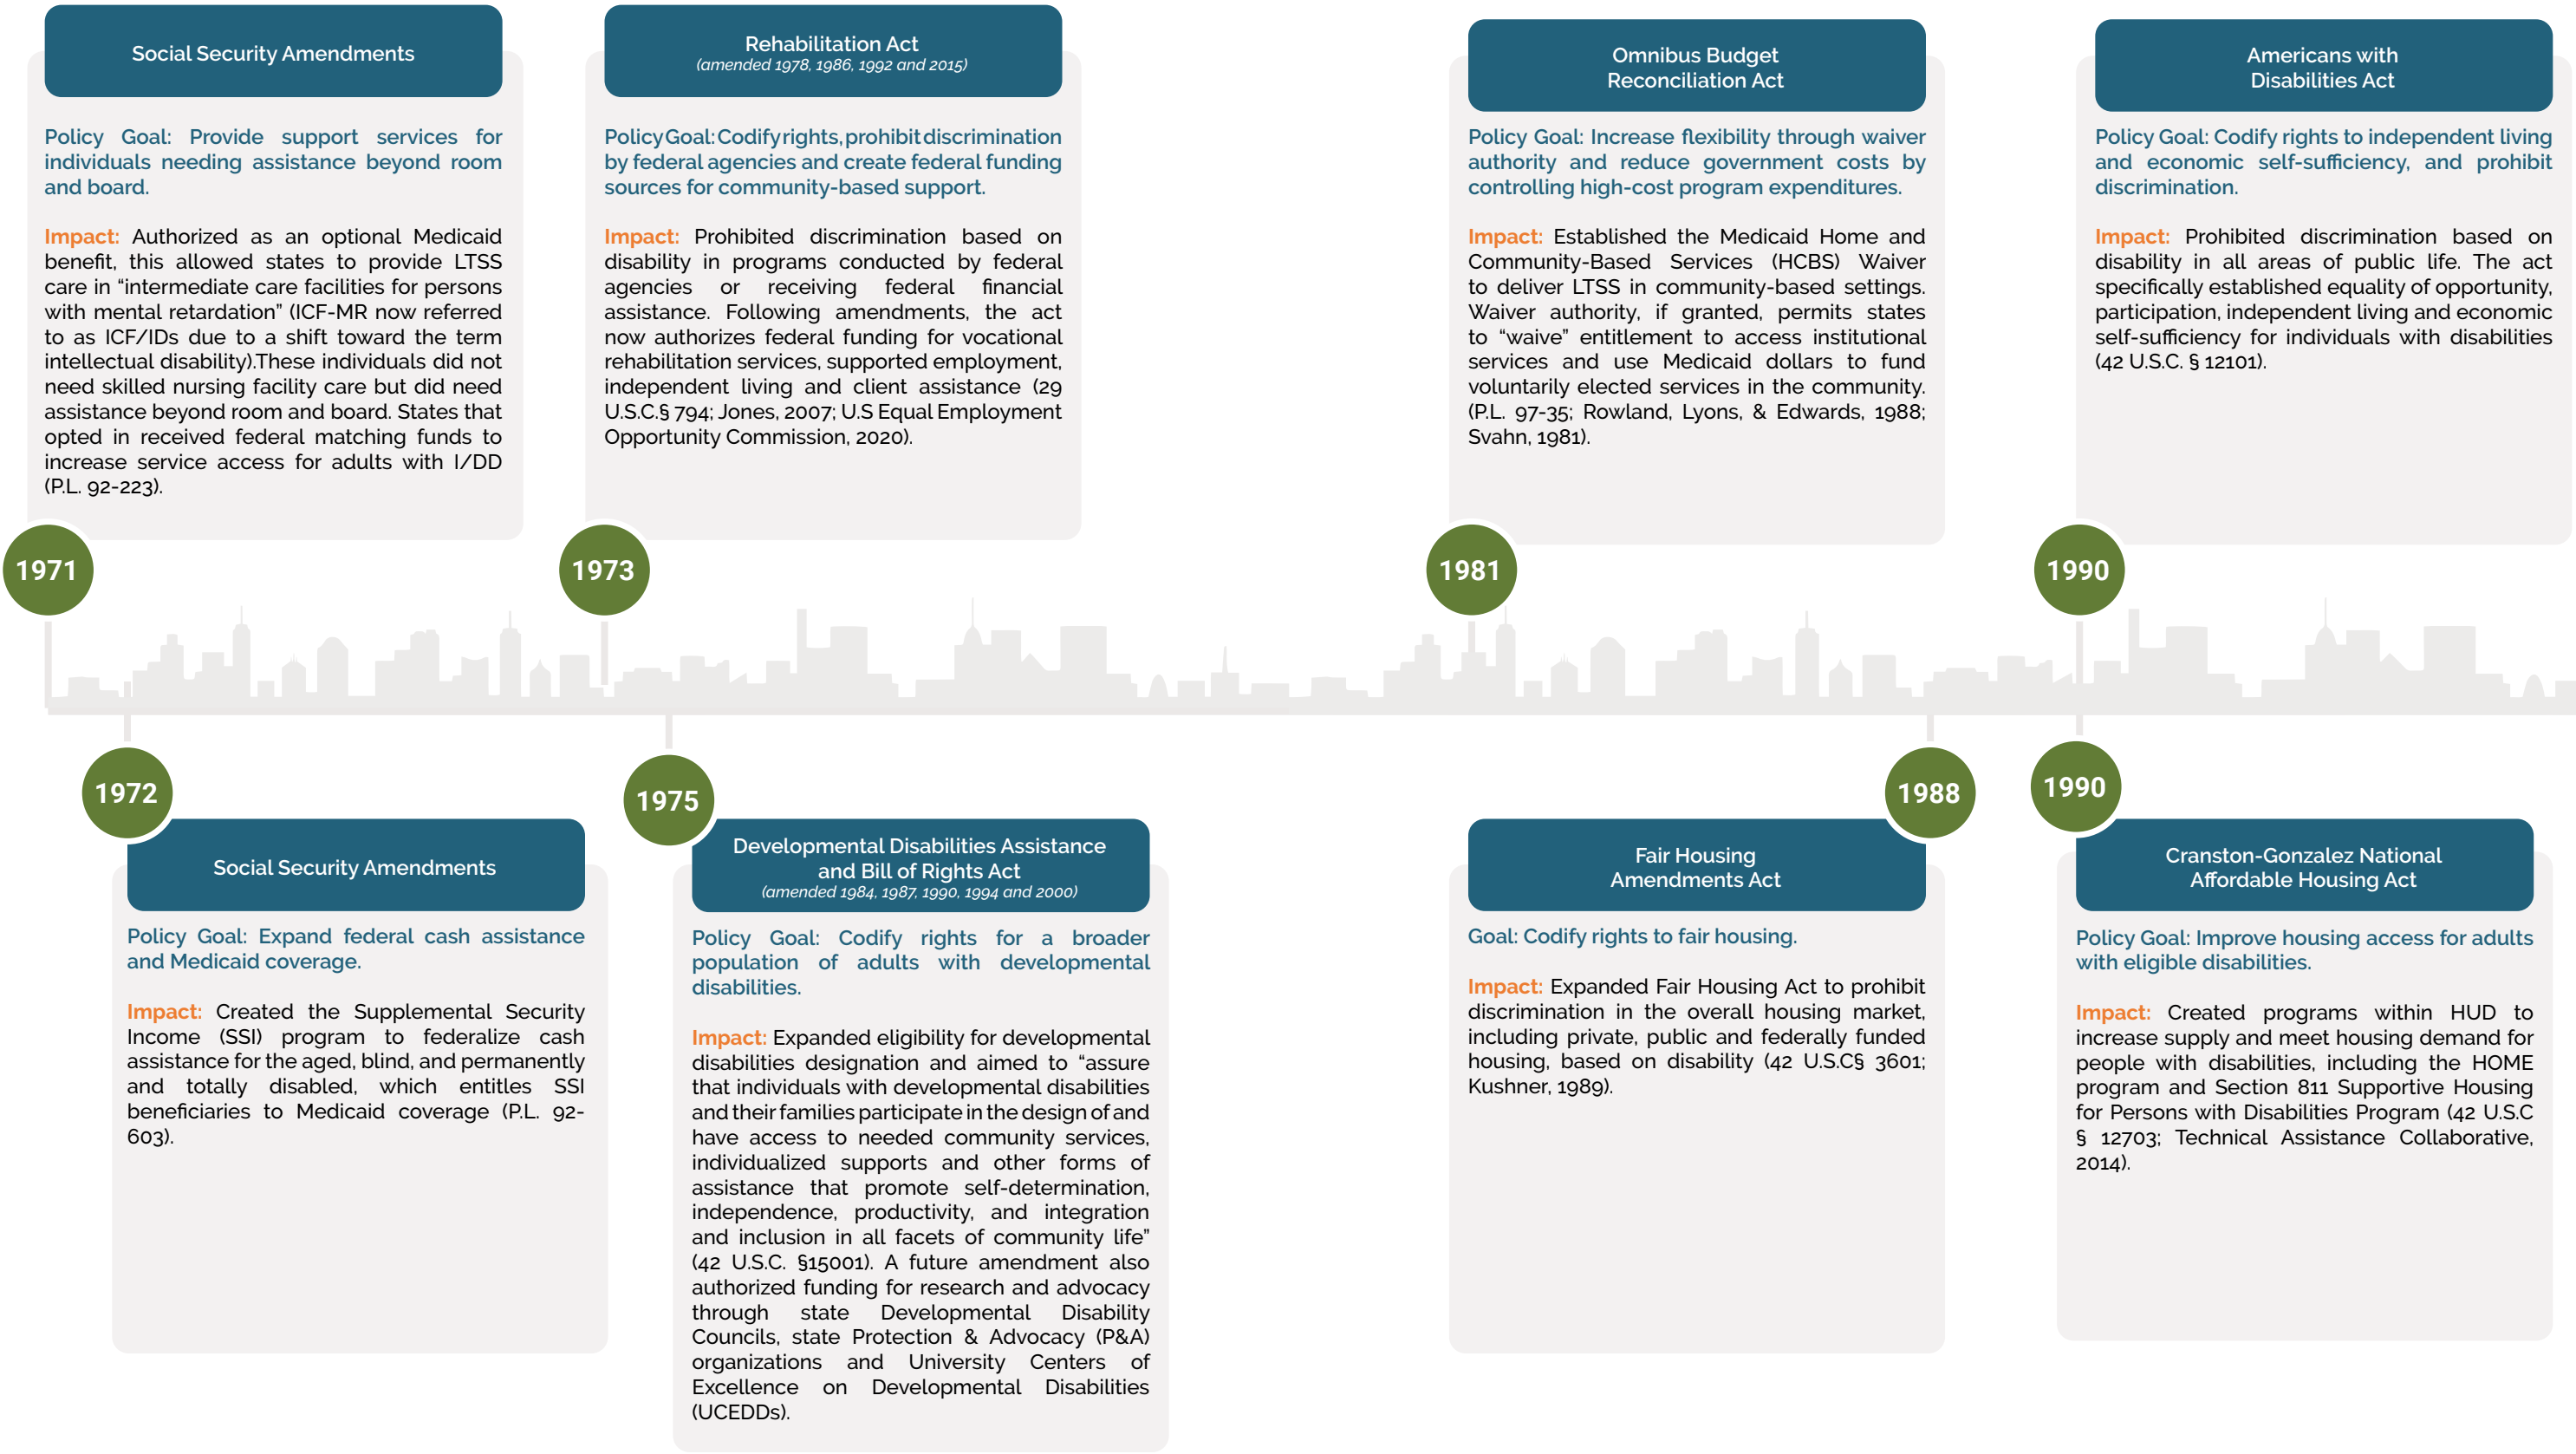 Social Security Amendments
Policy Goal: Provide support services for
individuals needing assistance beyond room
and board.
Impact: Authorized as an optional Medicaid
benefit, this allowed states to provide LTSS
care in “intermediate care facilities for persons
with mental retardation” (ICF-MR now referred
to as ICF/IDs due to a shift toward the term
intellectual disability).These individuals did not
need skilled nursing facility care but did need
assistance beyond room and board. States that
opted in received federal matching funds to
increase service access for adults with I/DD
(P.L. 92-223).
1971
Rehabilitation Act
(amended 1978, 1986, 1992 and 2015)
Policy Goal: Codify rights, prohibit discrimination
by federal agencies and create federal funding
sources for community-based support.
Impact: Prohibited discrimination based on
disability in programs conducted by federal
agencies or receiving federal financial
assistance. Following amendments, the act
now authorizes federal funding for vocational
rehabilitation services, supported employment,
independent living and client assistance (29
U.S.C.§ 794; Jones, 2007; U.S Equal Employment
Opportunity Commission, 2020).
1973
Omnibus Budget
Reconciliation Act
Policy Goal: Increase flexibility through waiver
authority and reduce government costs by
controlling high-cost program expenditures.
Impact: Established the Medicaid Home and
Community-Based Services (HCBS) Waiver
to deliver LTSS in community-based settings.
Waiver authority, if granted, permits states
to “waive” entitlement to access institutional
services and use Medicaid dollars to fund
voluntarily elected services in the community.
(P.L. 97-35; Rowland, Lyons, & Edwards, 1988;
Svahn, 1981).
1981
Americans with
Disabilities Act
Policy Goal: Codify rights to independent living
and economic self-sufficiency, and prohibit
discrimination.
Impact: Prohibited discrimination based on
disability in all areas of public life. The act
specifically established equality of opportunity,
participation, independent living and economic
self-sufficiency for individuals with disabilities
(42 U.S.C. § 12101).
1990
1972
Social Security Amendments
Policy Goal: Expand federal cash assistance
and Medicaid coverage.
Impact: Created the Supplemental Security
Income (SSI) program to federalize cash
assistance for the aged, blind, and permanently
and totally disabled, which entitles SSI
beneficiaries to Medicaid coverage (P.L. 92-
603).
1975
Developmental Disabilities Assistance
and Bill of Rights Act
(amended 1984, 1987, 1990, 1994 and 2000)
Policy Goal: Codify rights for a broader
population of adults with developmental
disabilities.
Impact: Expanded eligibility for developmental
disabilities designation and aimed to “assure
that individuals with developmental disabilities
and their families participate in the design of and
have access to needed community services,
individualized supports and other forms of
assistance that promote self-determination,
independence, productivity, and integration
and inclusion in all facets of community life”
(42 U.S.C. §15001). A future amendment also
authorized funding for research and advocacy
through state Developmental Disability
Councils, state Protection & Advocacy (P&A)
organizations and University Centers of
Excellence on Developmental Disabilities
(UCEDDs).
1988
Fair Housing
Amendments Act
Goal: Codify rights to fair housing.
Impact: Expanded Fair Housing Act to prohibit
discrimination in the overall housing market,
including private, public and federally funded
housing, based on disability (42 U.S.C§ 3601;
Kushner, 1989).
1990
Cranston-Gonzalez National
Affordable Housing Act
Policy Goal: Improve housing access for adults
with eligible disabilities.
Impact: Created programs within HUD to
increase supply and meet housing demand for
people with disabilities, including the HOME
program and Section 811 Supportive Housing
for Persons with Disabilities Program (42 U.S.C
§ 12703; Technical Assistance Collaborative,
2014).